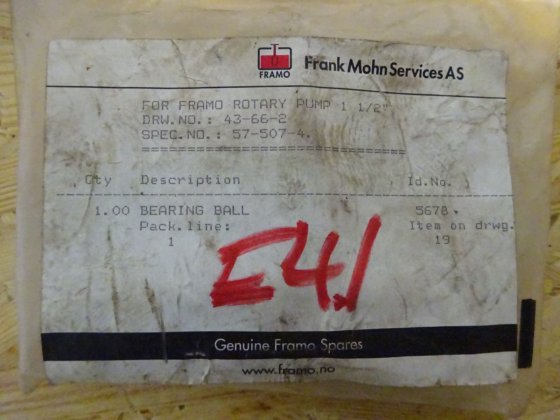 FRAMO
Frank Mohn Services AS
FOR FRAMO ROTARY PUMP 1 1/2"
DRW.NO.: 43-66-2
SPEC.NO.: 57-507-4.
==============================
Qty Description Id.No.
1.00 BEARING BALL 5678
Pack.line: Item on drwg.
1 19
E4.1
Genuine Framo Spares
www.framo.no